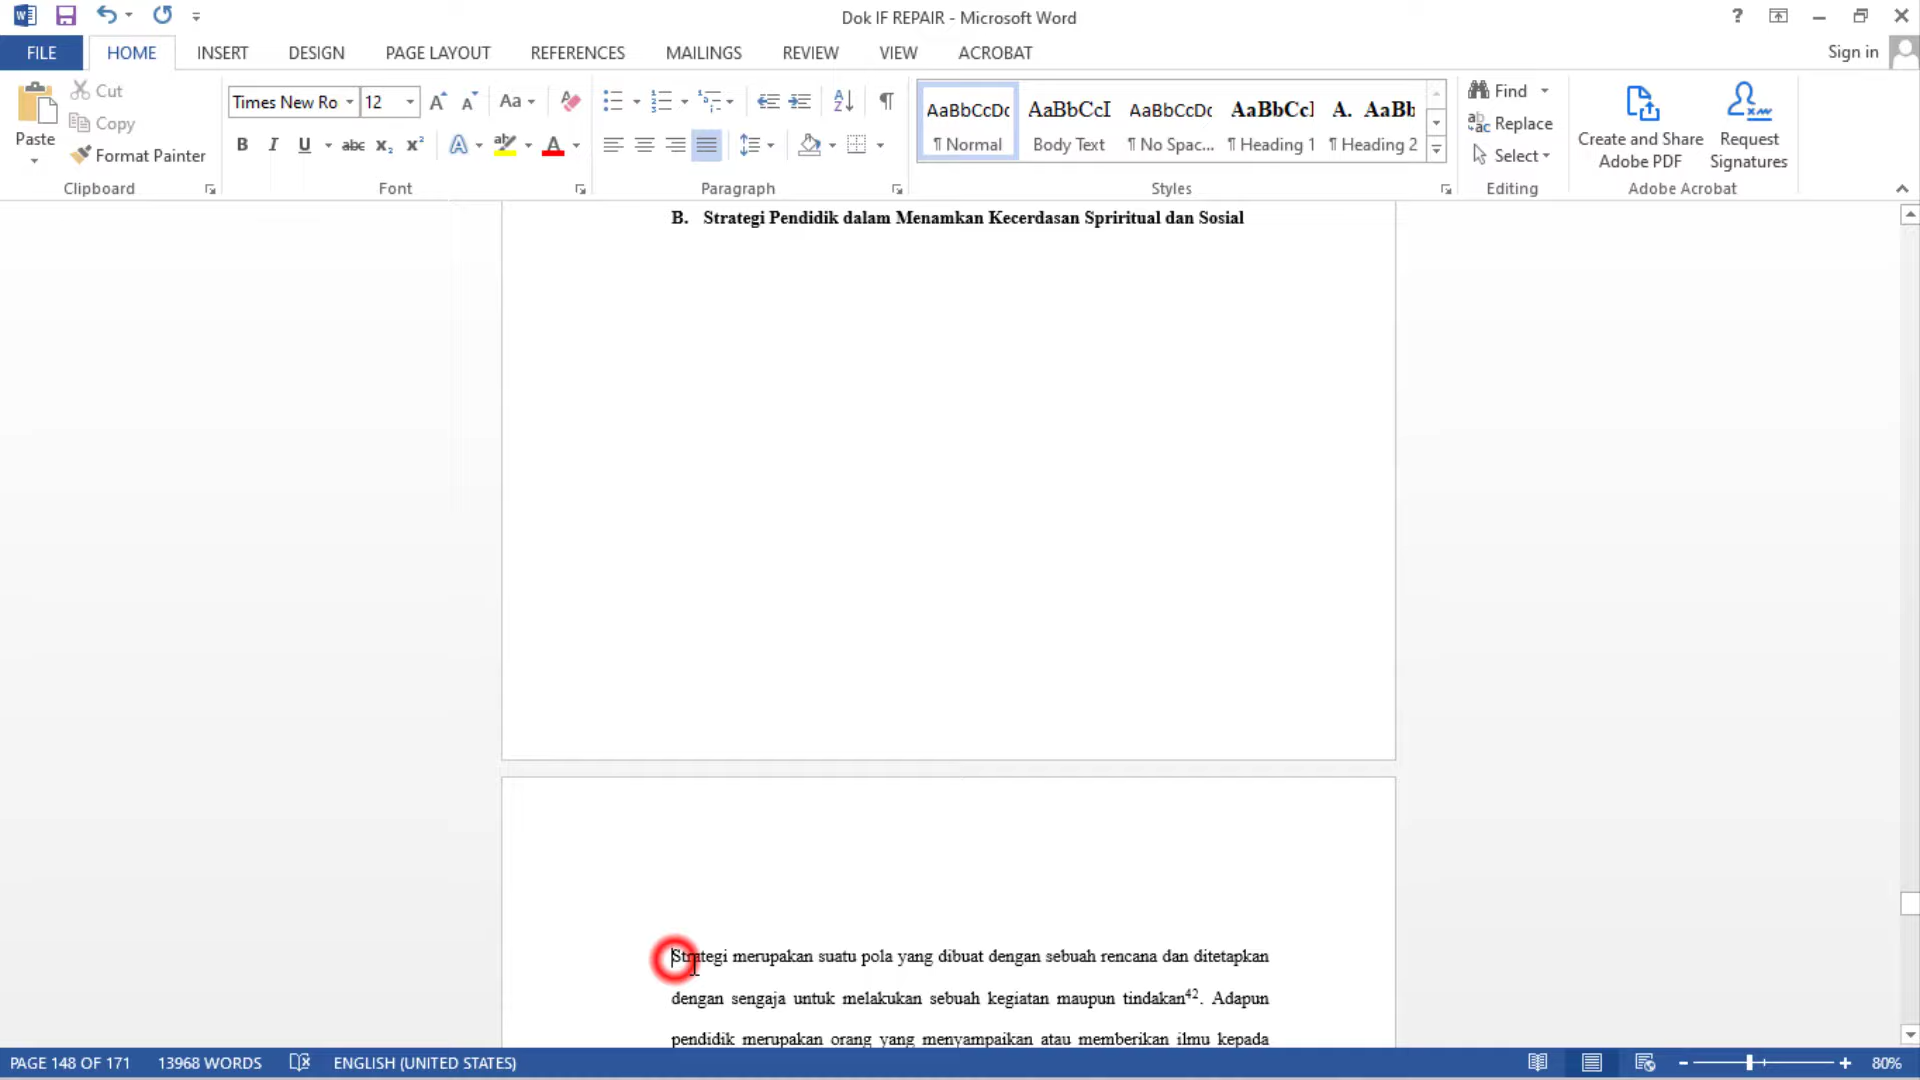 Dok IF REPAIR - Microsoft Word
?
FILE HOME INSERT DESIGN PAGE LAYOUT REFERENCES MAILINGS REVIEW VIEW ACROBAT Sign in
Paste
Cut
Copy
Format Painter
Clipboard
Times New Ro 12
Font
Paragraph
AaBbCcDc AaBbCcI AaBbCcDc AaBbCcI A. AaBb
¶ Normal Body Text ¶ No Spac... ¶ Heading 1 ¶ Heading 2
Styles
Find
Replace
Select
Editing
Create and Share
Adobe PDF
Request
Signatures
Adobe Acrobat
B. Strategi Pendidik dalam Menamkan Kecerdasan Spriritual dan Sosial
Strategi merupakan suatu pola yang dibuat dengan sebuah rencana dan ditetapkan
dengan sengaja untuk melakukan sebuah kegiatan maupun tindakan42. Adapun
pendidik merupakan orang yang menyampaikan atau memberikan ilmu kepada
PAGE 148 OF 171 13968 WORDS ENGLISH (UNITED STATES) 80%